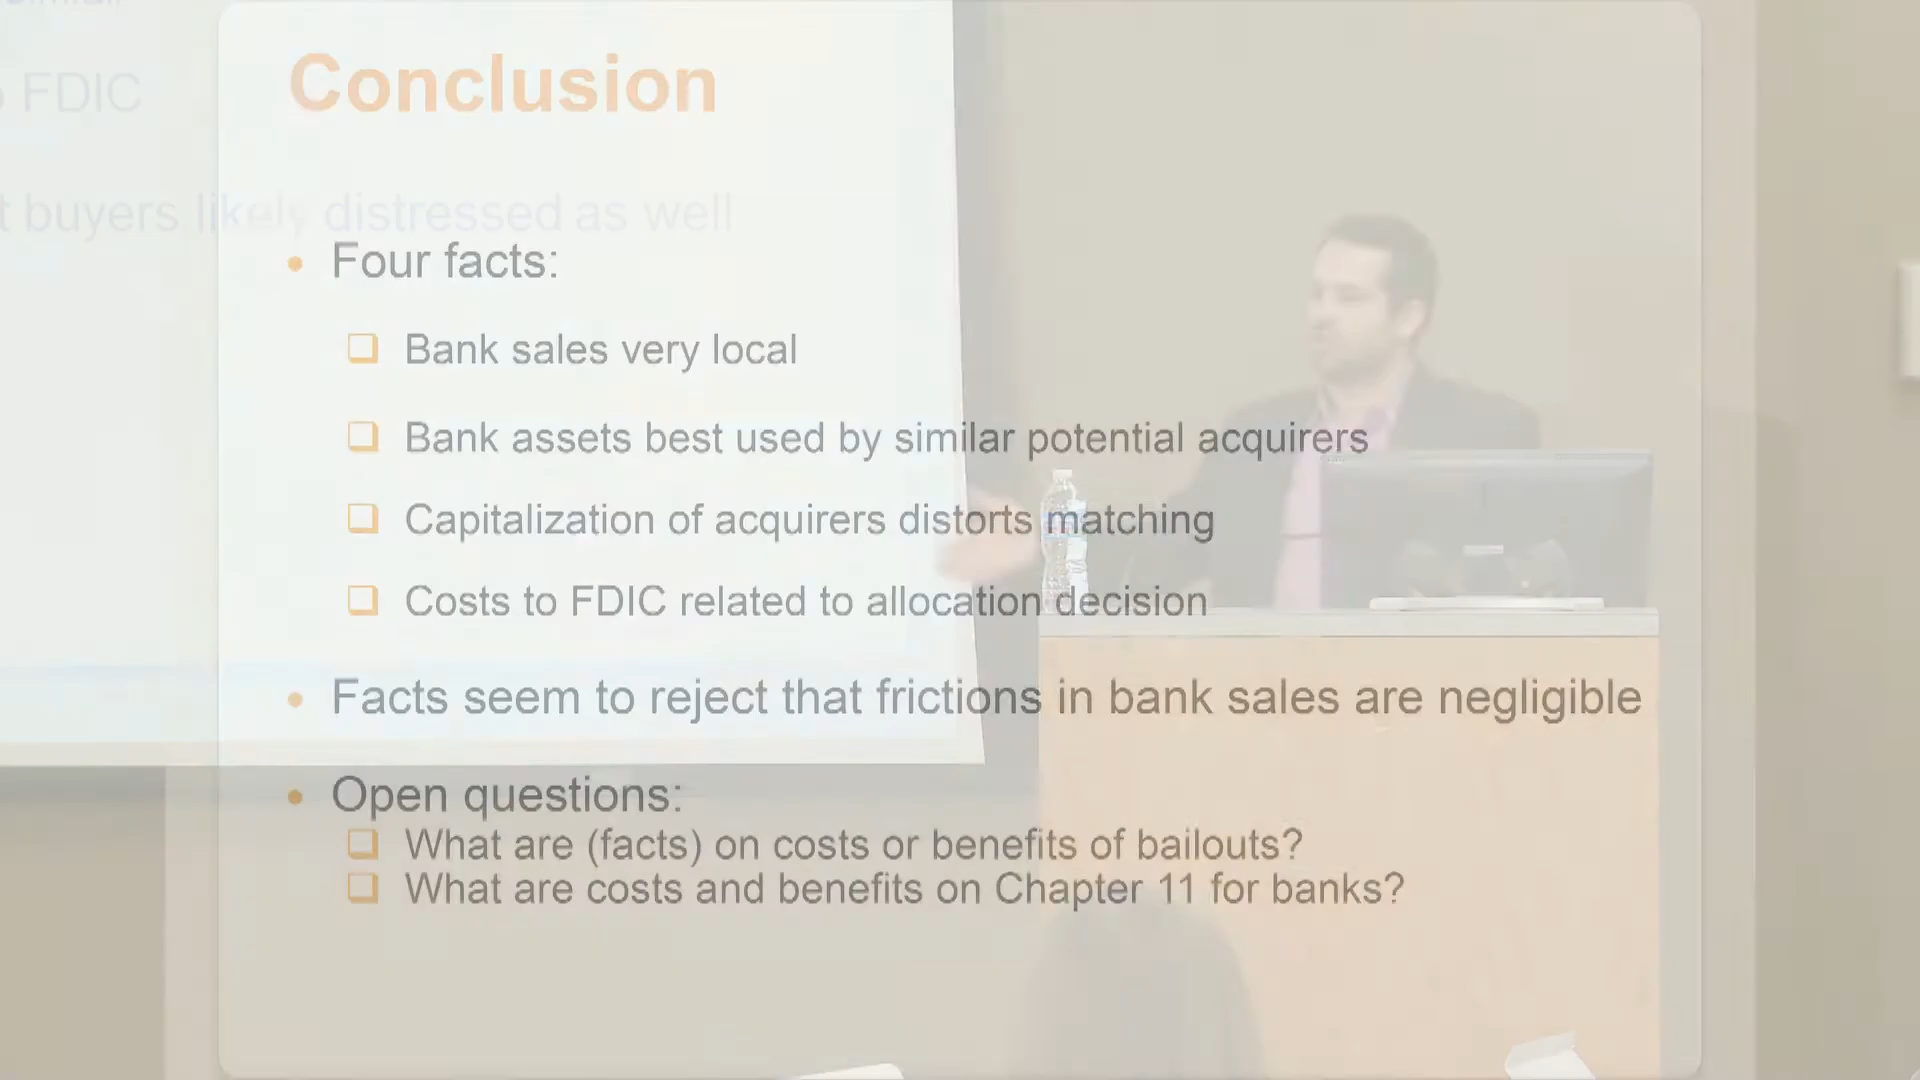 Conclusion
FDIC
buyers likely distressed as well
Four facts:
Bank sales very local
Bank assets best used by similar potential acquirers
Capitalization of acquirers distorts matching
Costs to FDIC related to allocation decision
Facts seem to reject that frictions in bank sales are negligible
Open questions:
What are (facts) on costs or benefits of bailouts?
What are costs and benefits on Chapter 11 for banks?